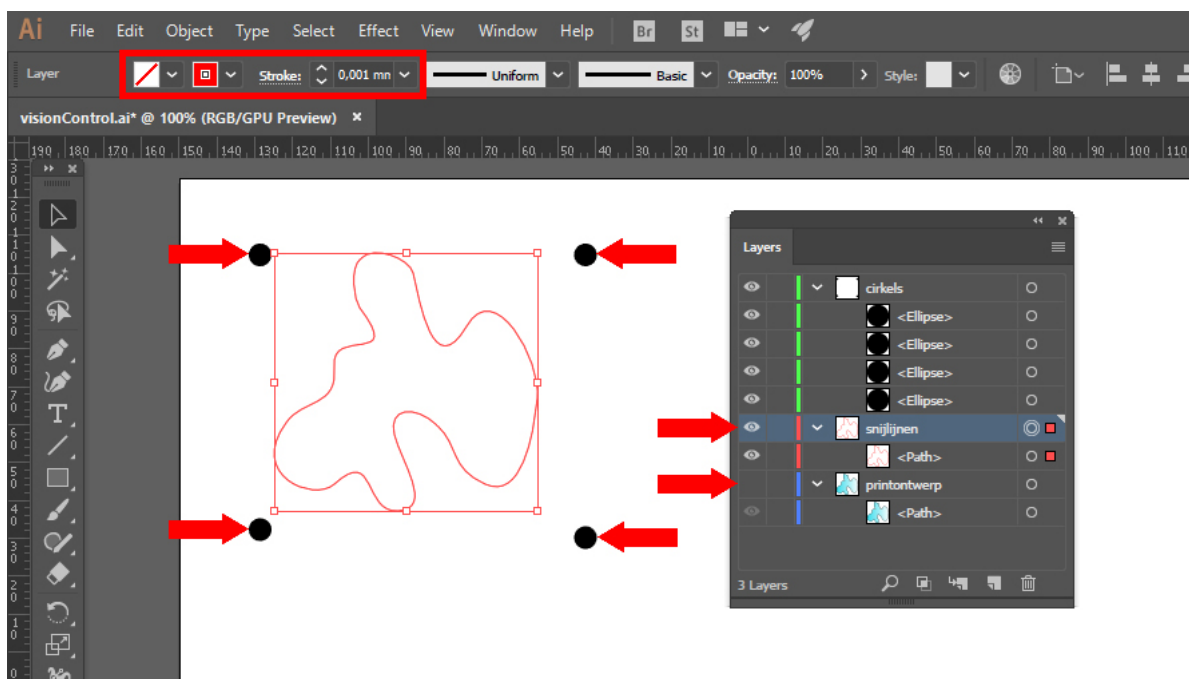 Ai File Edit Object Type Select Effect View Window Help Br St
Layer Stroke: 0,001 mn Uniform Basic Opacity: 100% Style:
visionControl.ai* @ 100% (RGB/GPU Preview) ×
190 180 170 160 150 140 130 120 110 100 90 80 70 60 50 40 30 20 10 0 10 20 30 40 50 60 70 80 90 100 110
Layers
cirkels
<Ellipse>
<Ellipse>
<Ellipse>
<Ellipse>
snijlijnen
<Path>
printontwerp
<Path>
3 Layers